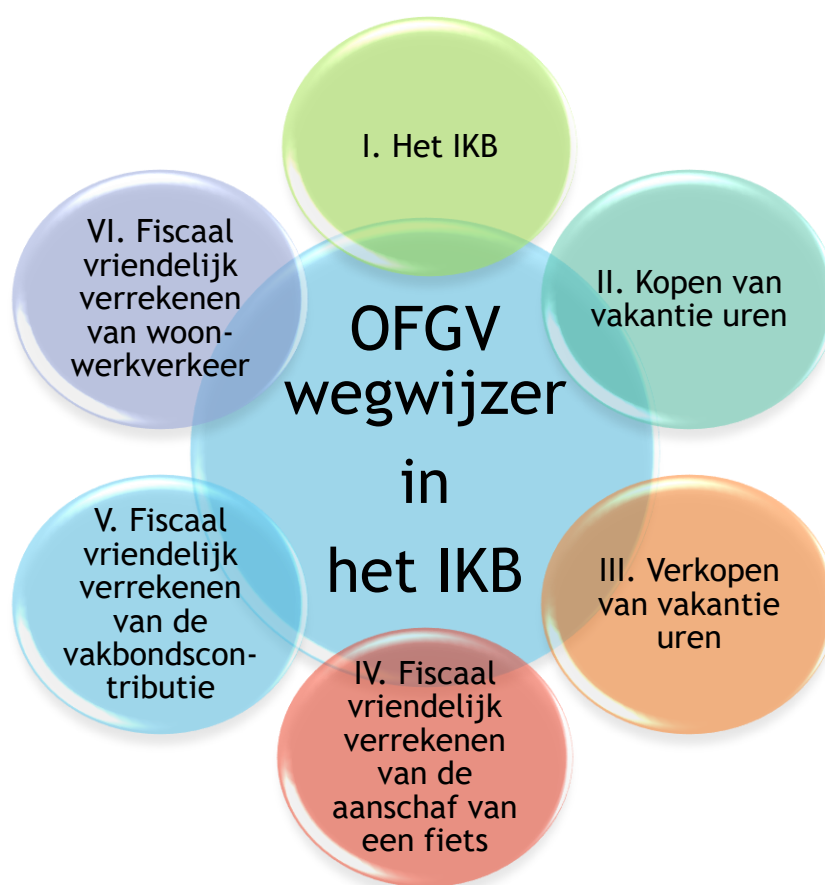 I. Het IKB
II. Kopen van
vakantie uren
III. Verkopen
van vakantie
uren
IV. Fiscaal
vriendelijk
verrekenen
van de
aanschaf van
een fiets
V. Fiscaal
vriendelijk
verrekenen
van de
vakbondscon-
tributie
VI. Fiscaal
vriendelijk
verrekenen
van woon-
werkverkeer
OFGV
wegwijzer
in
het IKB